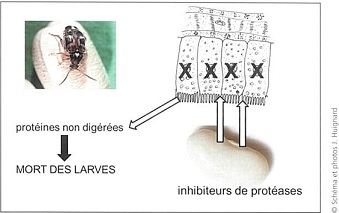 protéines non digérées
MORT DES LARVES
inhibiteurs de protéases
© Schéma et photos J. Huignard